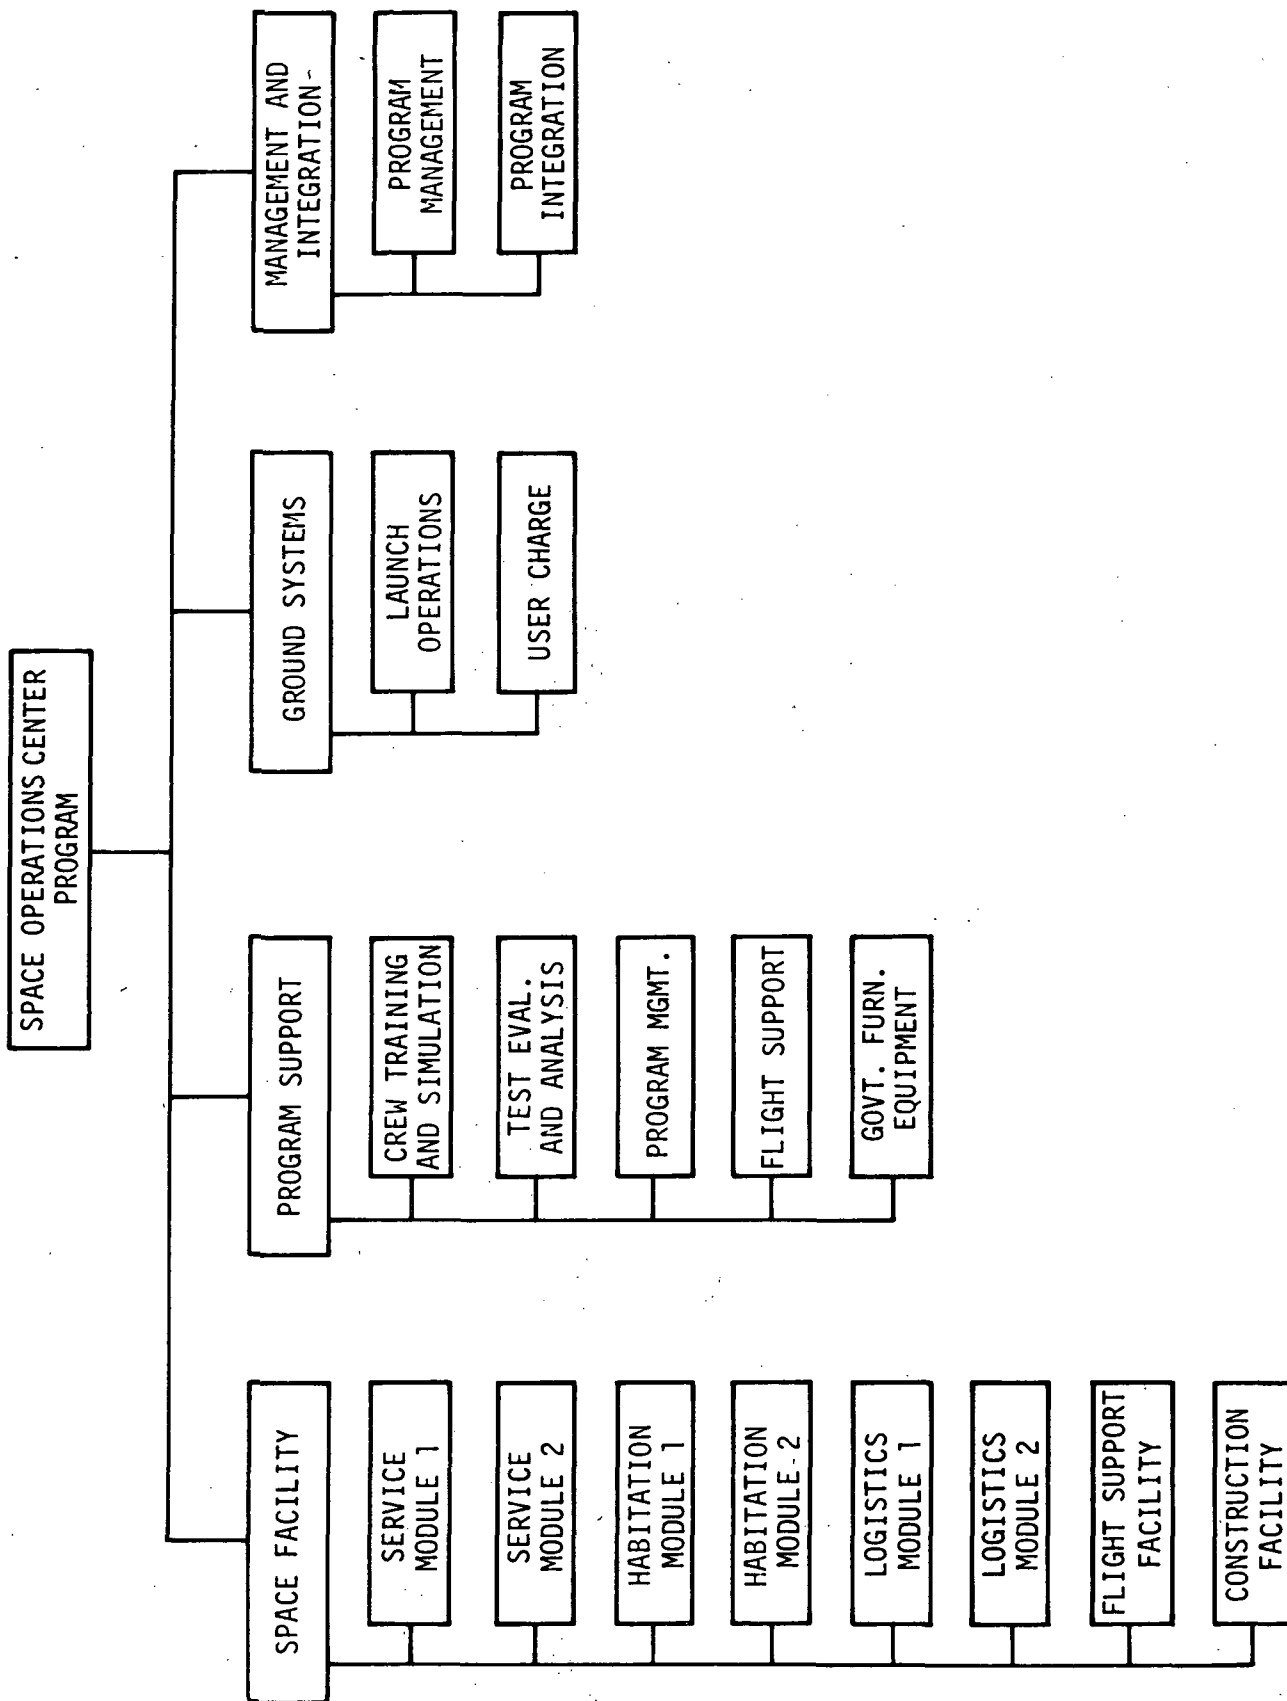 SPACE OPERATIONS CENTER
PROGRAM
SPACE FACILITY
SERVICE
MODULE 1
SERVICE
MODULE 2
HABITATION
MODULE 1
HABITATION
MODULE 2
LOGISTICS
MODULE 1
LOGISTICS
MODULE 2
FLIGHT SUPPORT
FACILITY
CONSTRUCTION
FACILITY
PROGRAM SUPPORT
CREW TRAINING
AND SIMULATION
TEST EVAL.
AND ANALYSIS
PROGRAM MGMT.
FLIGHT SUPPORT
GOVT. FURN.
EQUIPMENT
GROUND SYSTEMS
LAUNCH
OPERATIONS
USER CHARGE
MANAGEMENT AND
INTEGRATION
PROGRAM
MANAGEMENT
PROGRAM
INTEGRATION